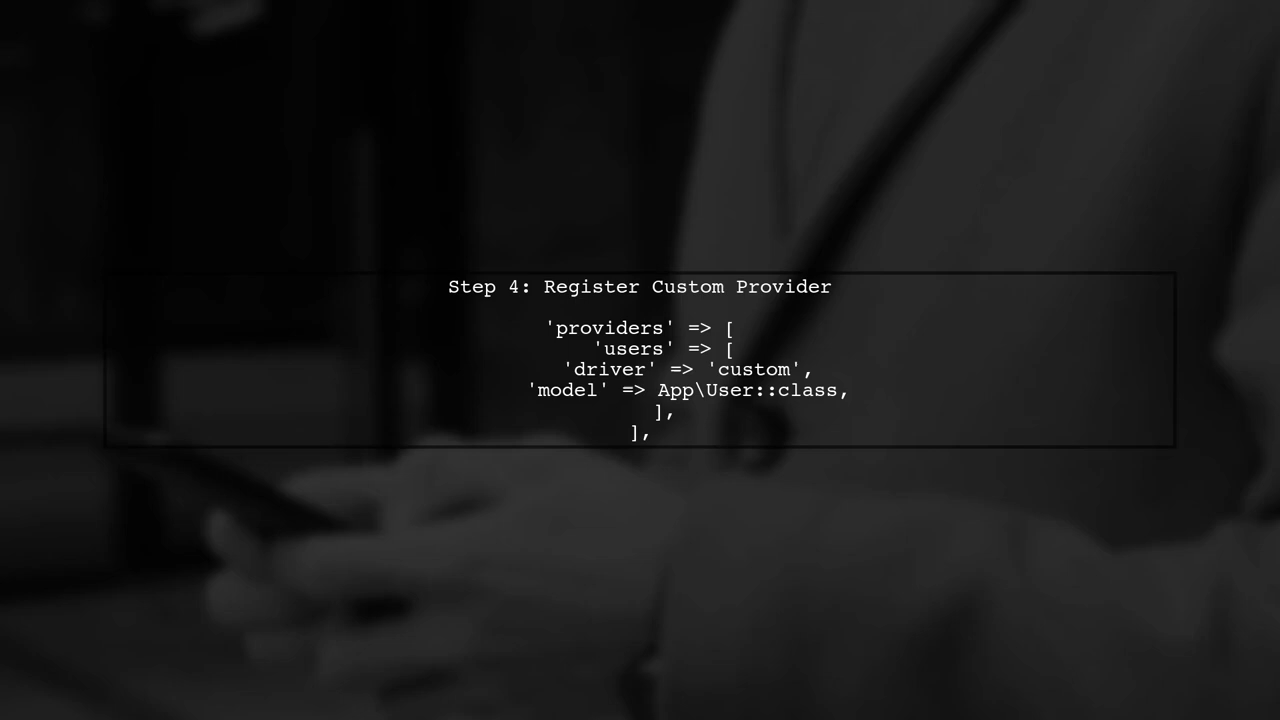 Step 4: Register Custom Provider
'providers' => [
'users' => [
'driver' => 'custom',
'model' => App\User::class,
],
],